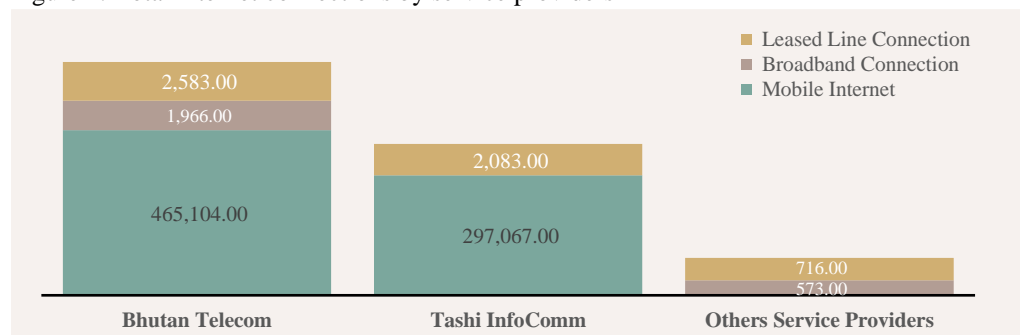 Leased Line Connection
Broadband Connection
Mobile Internet
2,583.00
1,966.00
465,104.00
2,083.00
297,067.00
716.00
573.00
Bhutan Telecom Tashi InfoComm Others Service Providers